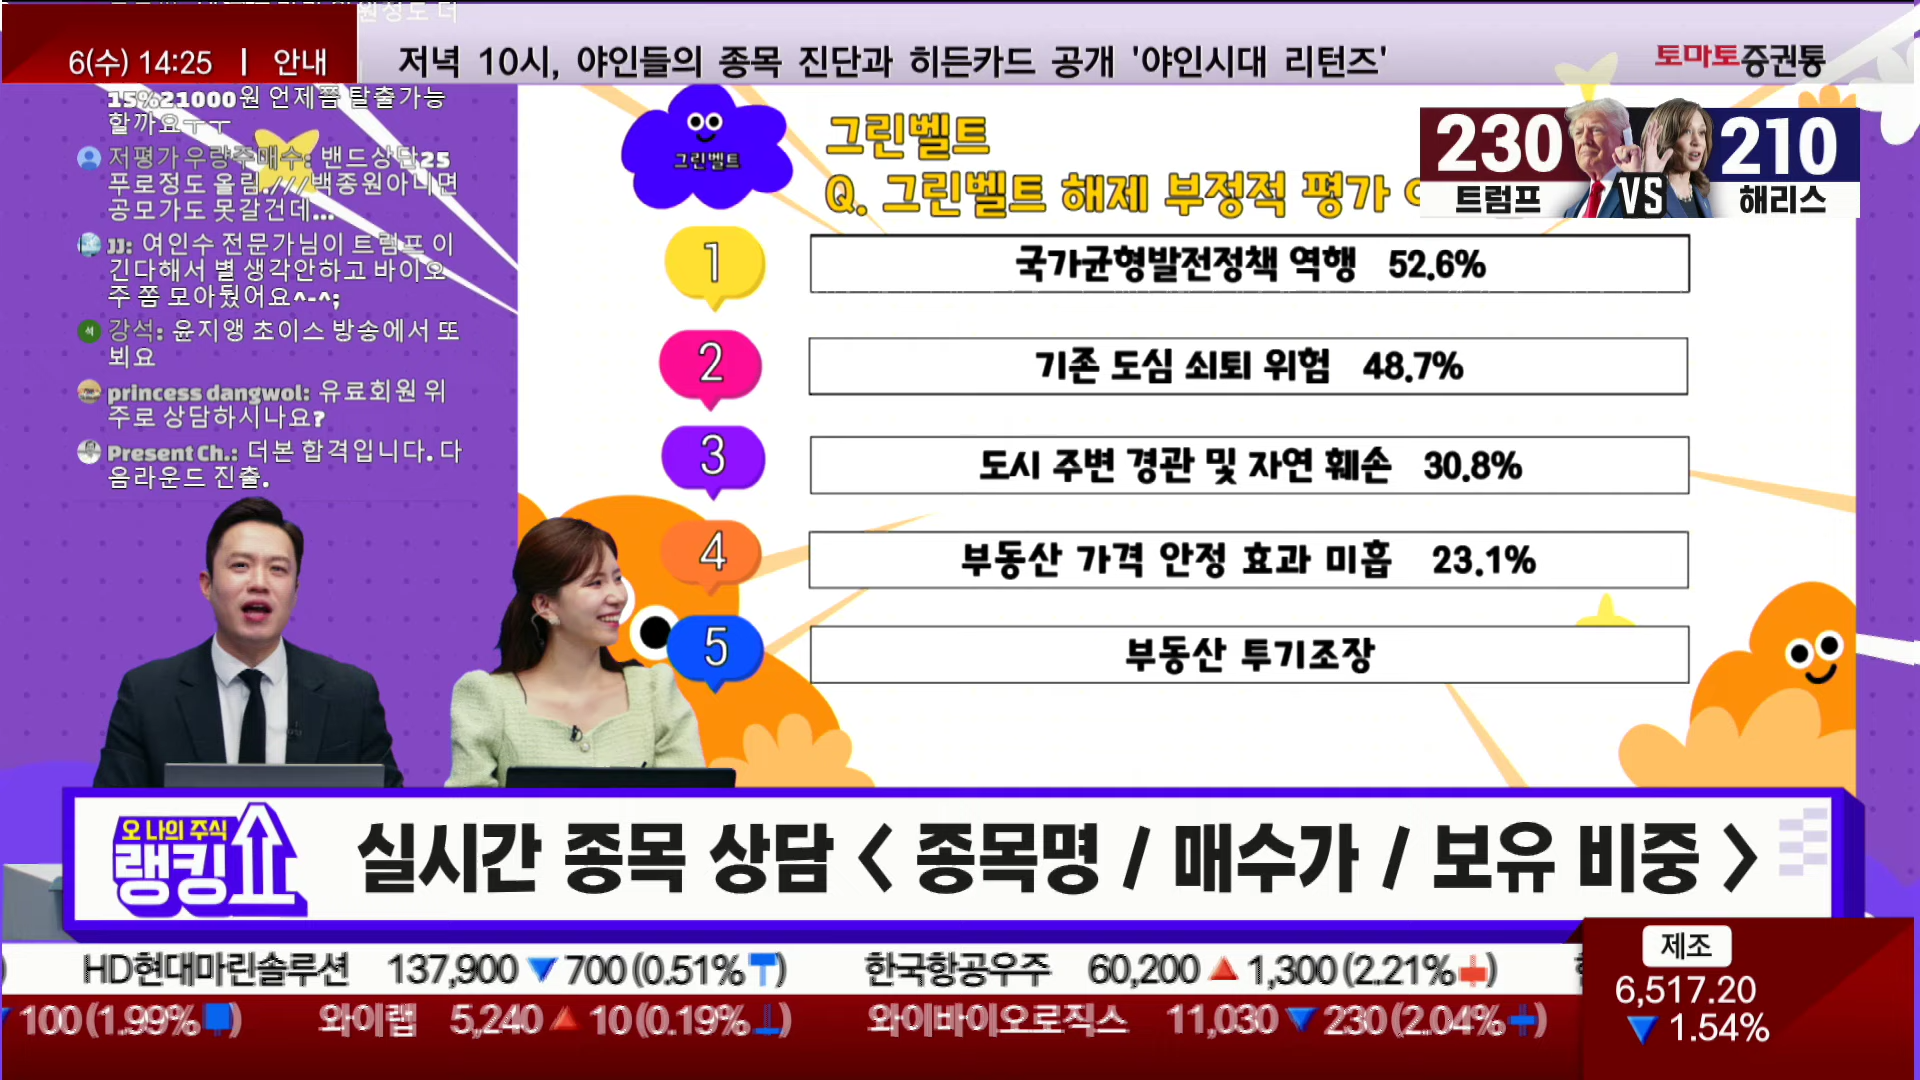 6(수) 14:25 | 안내
저녁 10시, 야인들의 종목 진단과 히든카드 공개 '야인시대 리턴즈'
토마토증권통
15%21000원 언제쯤 탈출가능
할까요ㅜㅜ
저평가우량주매수: 밴드상담25
푸로정도 올림.///백종원아니면
공모가도 못갈건데...
JJ: 여인수 전문가님이 트럼프 이
긴다해서 별 생각안하고 바이오
주 쫌 모아뒀어요^-^;
강석: 윤지앵 초이스 방송에서 또
뵈요
princess dangwol: 유료회원 위
주로 상담하시나요?
Present Ch.: 더본 합격입니다. 다
음라운드 진출.
그린벨트
그린벨트
Q. 그린벨트 해제 부정적 평가
230 VS 210
트럼프 해리스
1 국가균형발전정책 역행 52.6%
2 기존 도심 쇠퇴 위험 48.7%
3 도시 주변 경관 및 자연 훼손 30.8%
4 부동산 가격 안정 효과 미흡 23.1%
5 부동산 투기조장
오 나의 주식
랭킹쇼
실시간 종목 상담 < 종목명 / 매수가 / 보유 비중 >
HD현대마린솔루션 137,900 ▼ 700 (0.51%) 한국항공우주 60,200 ▲ 1,300 (2.21%)
100 (1.99%) 와이랩 5,240 ▲ 10 (0.19%) 와이바이오로직스 11,030 ▼ 230 (2.04%)
제조
6,517.20
▼ 1.54%